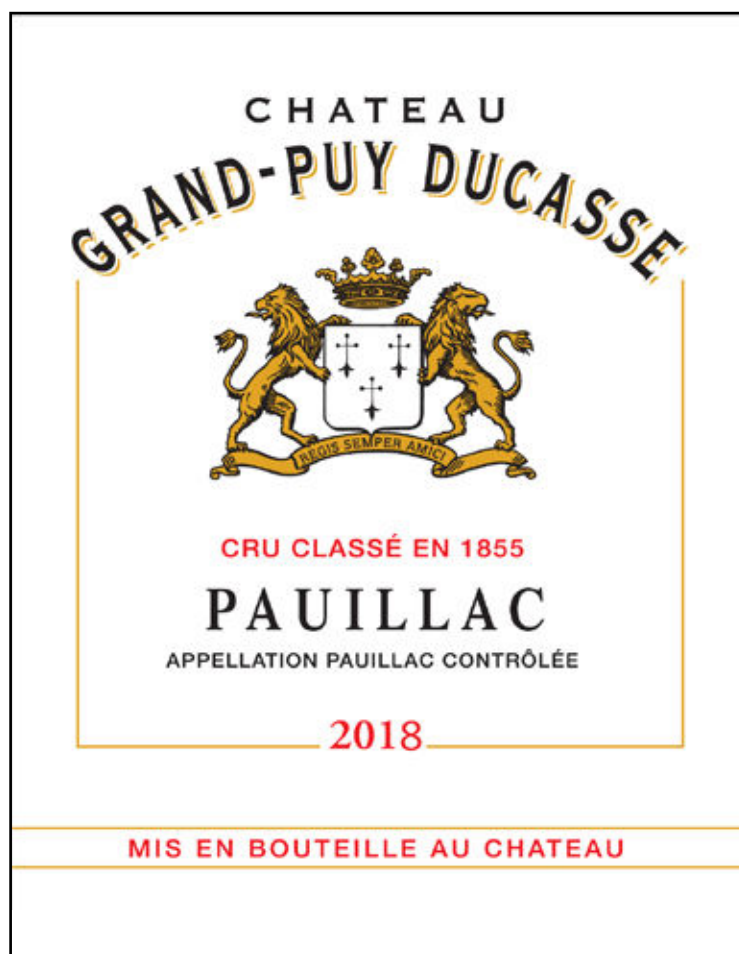 CHATEAU
GRAND-PUY DUCASSE
REGIS SEMPER AMICI
CRU CLASSÉ EN 1855
PAUILLAC
APPELLATION PAUILLAC CONTRÔLÉE
2018
MIS EN BOUTEILLE AU CHATEAU